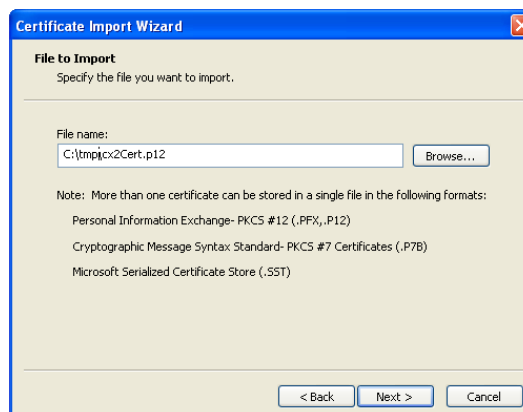 Certificate Import Wizard
File to Import
Specify the file you want to import.
File name:
C:\tmp\cx2Cert.p12
Browse...
Note: More than one certificate can be stored in a single file in the following formats:
Personal Information Exchange- PKCS #12 (.PFX,.P12)
Cryptographic Message Syntax Standard- PKCS #7 Certificates (.P7B)
Microsoft Serialized Certificate Store (.SST)
< Back
Next >
Cancel